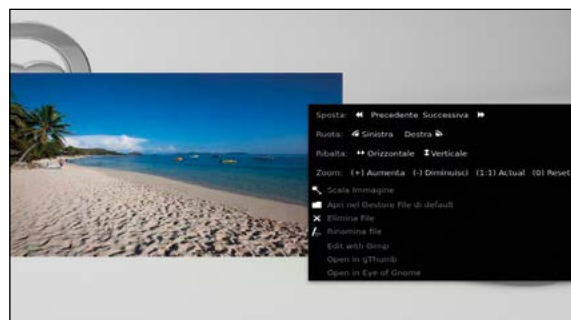 Sposta: Precedente Successiva
Ruota: Sinistra Destra
Ribalta: Orizzontale Verticale
Zoom: (+) Aumenta (-) Diminuisci (1:1) Actual (0) Reset
Scala Immagine
Apri nel Gestore File di default
Elimina File
Rinomina file
Edit with Gimp
Open in gThumb
Open in Eye of Gnome